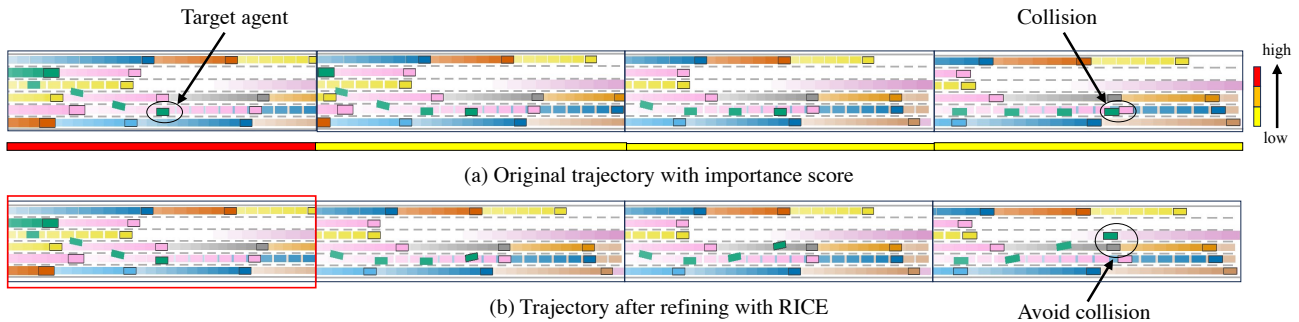 Target agent
Collision
high
low
(a) Original trajectory with importance score
(b) Trajectory after refining with RICE
Avoid collision